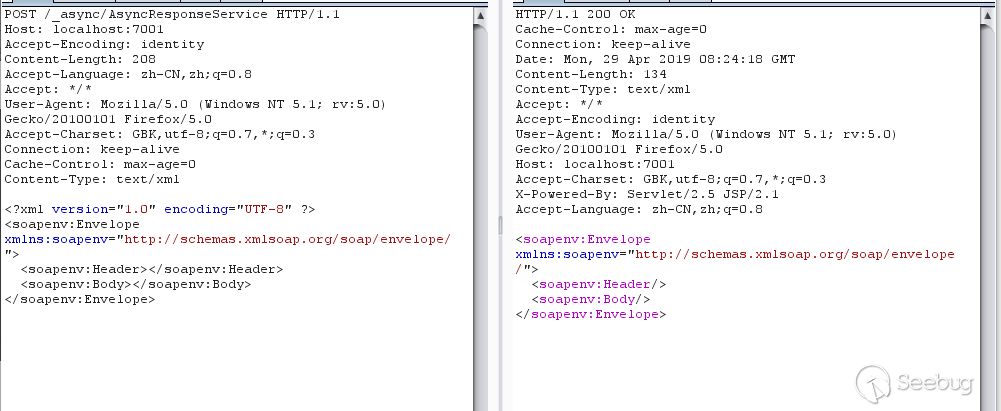 POST /_async/AsyncResponseService HTTP/1.1
Host: localhost:7001
Accept-Encoding: identity
Content-Length: 208
Accept-Language: zh-CN,zh;q=0.8
Accept: */*
User-Agent: Mozilla/5.0 (Windows NT 5.1; rv:5.0)
Gecko/20100101 Firefox/5.0
Accept-Charset: GBK,utf-8;q=0.7,*;q=0.3
Connection: keep-alive
Cache-Control: max-age=0
Content-Type: text/xml

<?xml version="1.0" encoding="UTF-8" ?>
<soapenv:Envelope
xmlns:soapenv="http://schemas.xmlsoap.org/soap/envelope/
">
  <soapenv:Header></soapenv:Header>
  <soapenv:Body></soapenv:Body>
</soapenv:Envelope>
HTTP/1.1 200 OK
Cache-Control: max-age=0
Connection: keep-alive
Date: Mon, 29 Apr 2019 08:24:18 GMT
Content-Length: 134
Content-Type: text/xml
Accept: */*
Accept-Encoding: identity
User-Agent: Mozilla/5.0 (Windows NT 5.1; rv:5.0)
Gecko/20100101 Firefox/5.0
Host: localhost:7001
Accept-Charset: GBK,utf-8;q=0.7,*;q=0.3
X-Powered-By: Servlet/2.5 JSP/2.1
Accept-Language: zh-CN,zh;q=0.8

<soapenv:Envelope
xmlns:soapenv="http://schemas.xmlsoap.org/soap/envelope
/">
  <soapenv:Header/>
  <soapenv:Body/>
</soapenv:Envelope>
Seebug